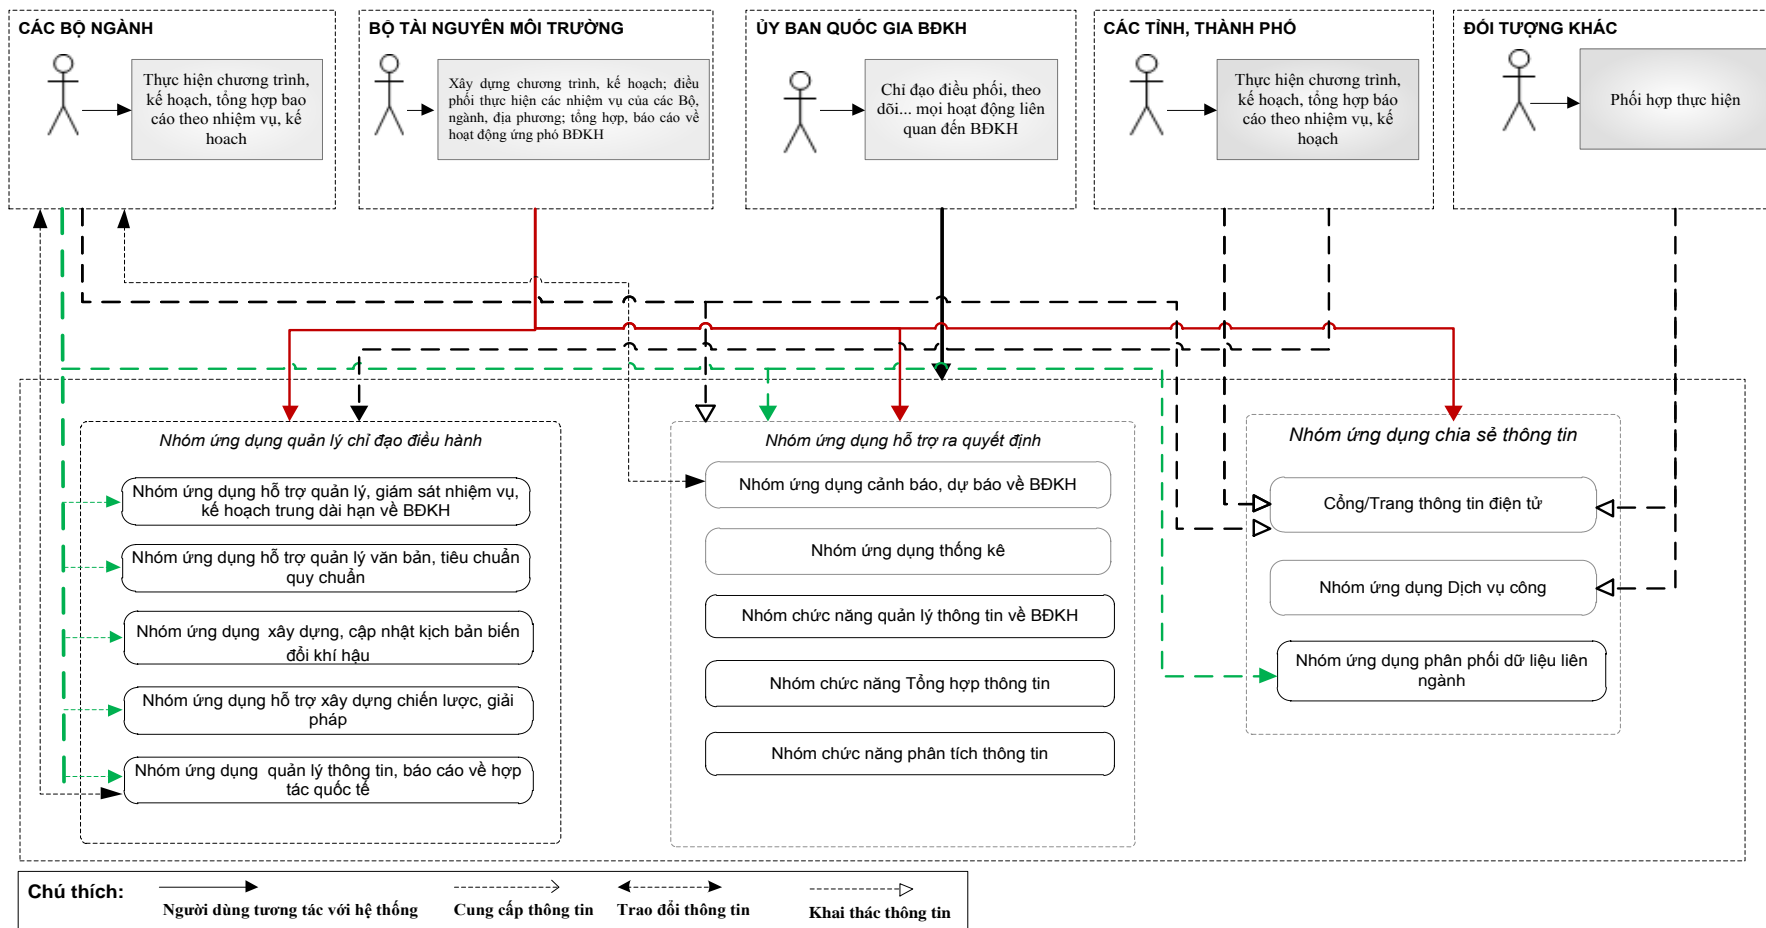 CÁC BỘ NGÀNH
Thực hiện chương trình,
kế hoạch, tổng hợp bao
cáo theo nhiệm vụ, kế
hoach
BỘ TÀI NGUYÊN MÔI TRƯỜNG
Xây dựng chương trình, kế hoạch; điều
phối thực hiện các nhiệm vụ của các Bộ,
ngành, địa phương; tổng hợp, báo cáo về
hoạt động ứng phó BĐKH
ỦY BAN QUỐC GIA BĐKH
Chỉ đạo điều phối, theo
dõi... mọi hoạt động liên
quan đến BĐKH
CÁC TỈNH, THÀNH PHỐ
Thực hiện chương trình,
kế hoạch, tổng hợp báo
cáo theo nhiệm vụ, kế
hoạch
ĐỐI TƯỢNG KHÁC
Phối hợp thực hiện
Nhóm ứng dụng quản lý chỉ đạo điều hành
Nhóm ứng dụng hỗ trợ quản lý, giám sát nhiệm vụ,
kế hoạch trung dài hạn về BĐKH
Nhóm ứng dụng hỗ trợ quản lý văn bản, tiêu chuẩn
quy chuẩn
Nhóm ứng dụng xây dựng, cập nhật kịch bản biến
đổi khí hậu
Nhóm ứng dụng hỗ trợ xây dựng chiến lược, giải
pháp
Nhóm ứng dụng quản lý thông tin, báo cáo về hợp
tác quốc tế
Nhóm ứng dụng hỗ trợ ra quyết định
Nhóm ứng dụng cảnh báo, dự báo về BĐKH
Nhóm ứng dụng thống kê
Nhóm chức năng quản lý thông tin về BĐKH
Nhóm chức năng Tổng hợp thông tin
Nhóm chức năng phân tích thông tin
Nhóm ứng dụng chia sẻ thông tin
Cổng/Trang thông tin điện tử
Nhóm ứng dụng Dịch vụ công
Nhóm ứng dụng phân phối dữ liệu liên
ngành
Chú thích:
Người dùng tương tác với hệ thống
Cung cấp thông tin
Trao đổi thông tin
Khai thác thông tin